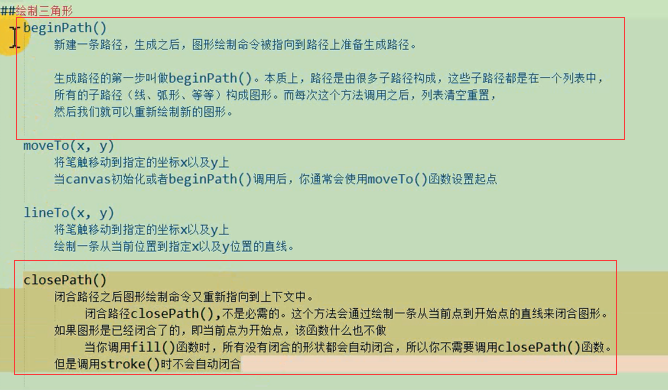 ##绘制三角形
beginPath()
新建一条路径，生成之后，图形绘制命令被指向到路径上准备生成路径。
生成路径的第一步叫做beginPath()。本质上，路径是由很多子路径构成，这些子路径都是在一个列表中，
所有的子路径（线、弧形、等等）构成图形。而每次这个方法调用之后，列表清空重置，
然后我们就可以重新绘制新的图形。
moveTo(x, y)
将笔触移动到指定的坐标x以及y上
当canvas初始化或者beginPath()调用后，你通常会使用moveTo()函数设置起点
lineTo(x, y)
将笔触移动到指定的坐标x以及y上
绘制一条从当前位置到指定x以及y位置的直线。
closePath()
闭合路径之后图形绘制命令又重新指向到上下文中。
闭合路径closePath(),不是必需的。这个方法会通过绘制一条从当前点到开始点的直线来闭合图形。
如果图形是已经闭合了的，即当前点为开始点，该函数什么也不做
当你调用fill()函数时，所有没有闭合的形状都会自动闭合，所以你不需要调用closePath()函数。
但是调用stroke()时不会自动闭合